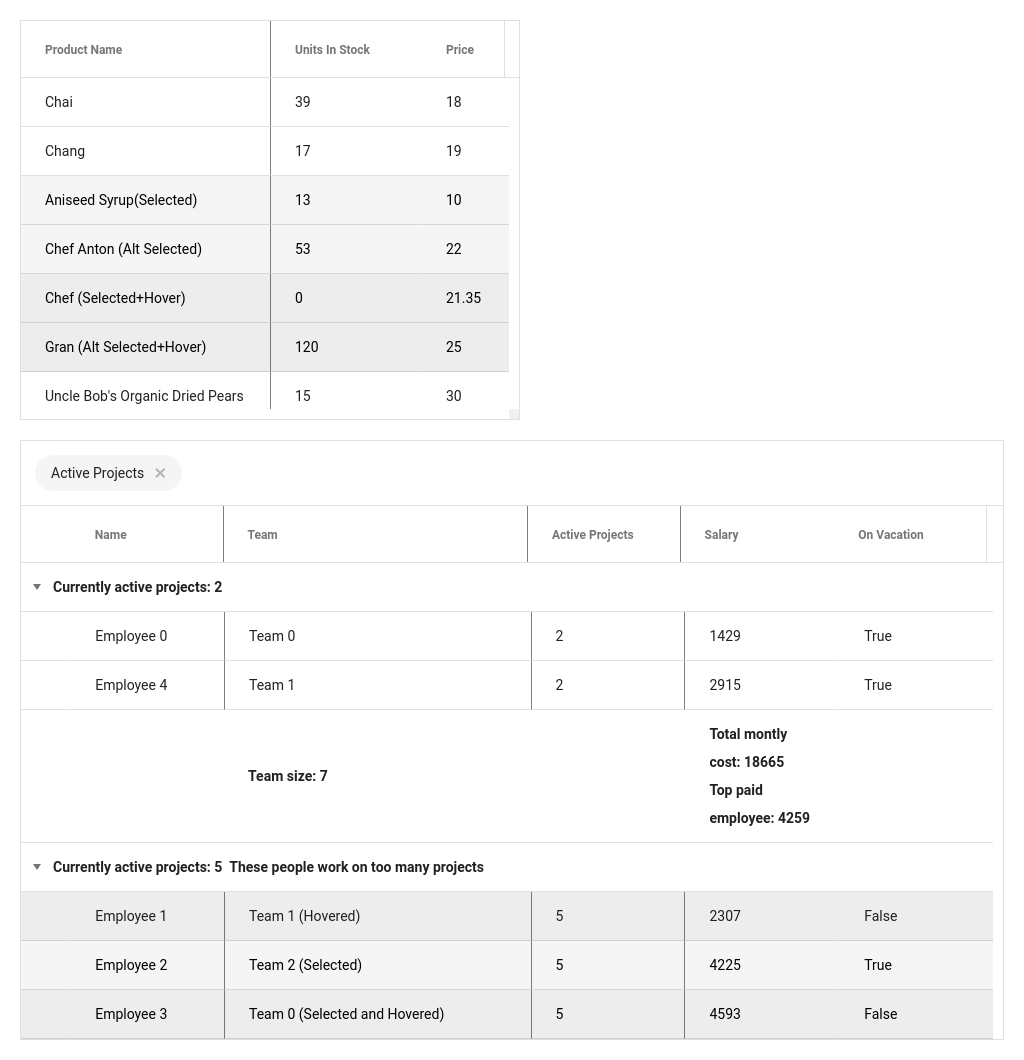 Product Name Units In Stock Price
Chai 39 18
Chang 17 19
Aniseed Syrup(Selected) 13 10
Chef Anton (Alt Selected) 53 22
Chef (Selected+Hover) 0 21.35
Gran (Alt Selected+Hover) 120 25
Uncle Bob's Organic Dried Pears 15 30
Active Projects
Name Team Active Projects Salary On Vacation
Currently active projects: 2
Employee 0 Team 0 2 1429 True
Employee 4 Team 1 2 2915 True
Team size: 7
Total montly
cost: 18665
Top paid
employee: 4259
Currently active projects: 5 These people work on too many projects
Employee 1 Team 1 (Hovered) 5 2307 False
Employee 2 Team 2 (Selected) 5 4225 True
Employee 3 Team 0 (Selected and Hovered) 5 4593 False